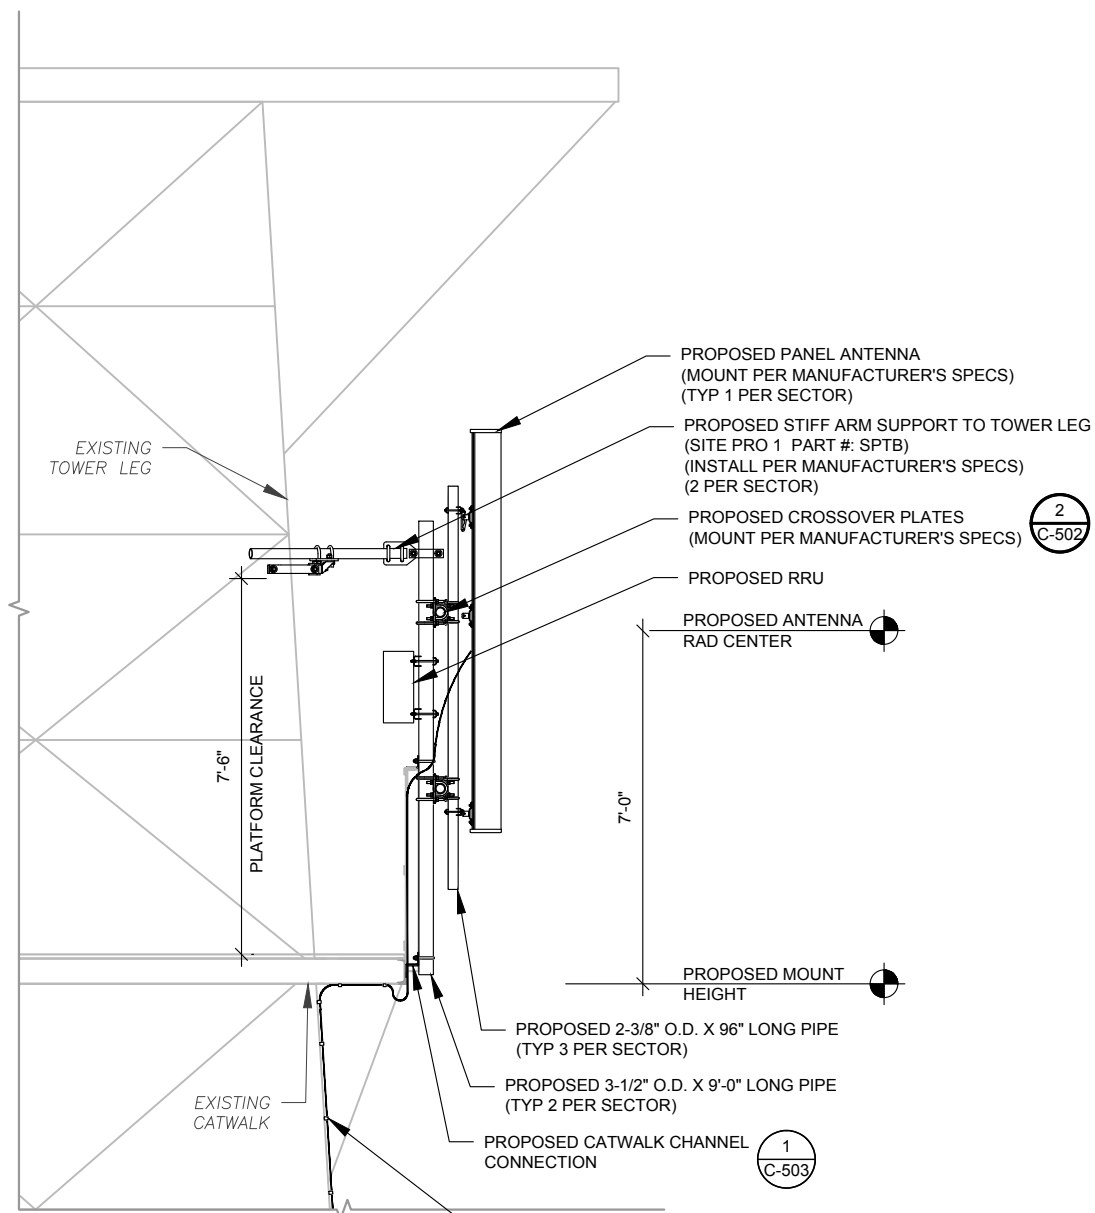 PROPOSED PANEL ANTENNA
(MOUNT PER MANUFACTURER'S SPECS)
(TYP 1 PER SECTOR)
PROPOSED STIFF ARM SUPPORT TO TOWER LEG
(SITE PRO 1 PART #: SPTB)
(INSTALL PER MANUFACTURER'S SPECS)
(2 PER SECTOR)
EXISTING
TOWER LEG
PROPOSED CROSSOVER PLATES
(MOUNT PER MANUFACTURER'S SPECS)
2
C-502
PROPOSED RRU
PROPOSED ANTENNA
RAD CENTER
7'-6"
PLATFORM CLEARANCE
7'-0"
PROPOSED MOUNT
HEIGHT
PROPOSED 2-3/8" O.D. X 96" LONG PIPE
(TYP 3 PER SECTOR)
PROPOSED 3-1/2" O.D. X 9'-0" LONG PIPE
(TYP 2 PER SECTOR)
EXISTING
CATWALK
PROPOSED CATWALK CHANNEL
CONNECTION
1
C-503